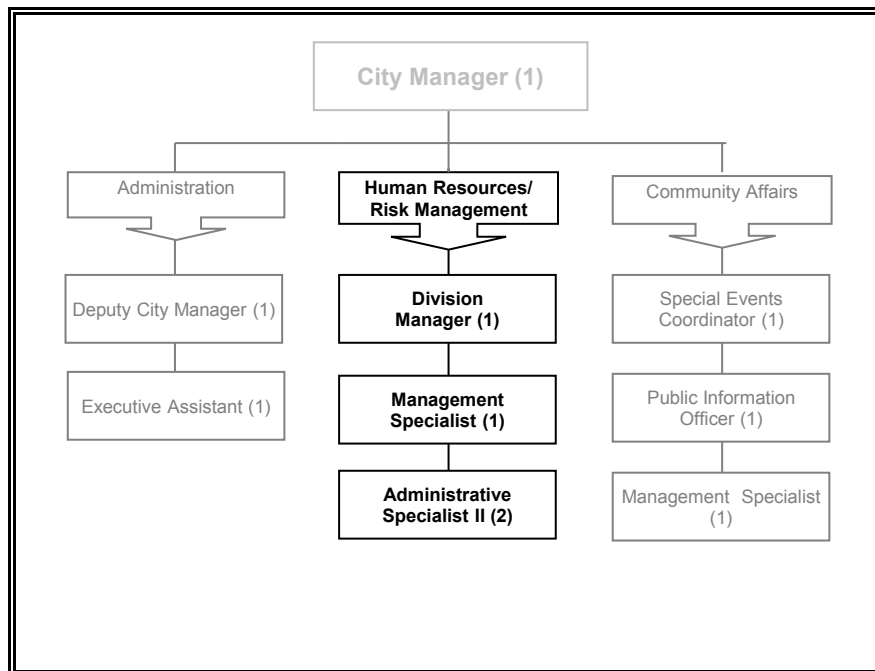 City Manager (1)
Administration
Human Resources/
Risk Management
Community Affairs
Deputy City Manager (1)
Division
Manager (1)
Special Events
Coordinator (1)
Executive Assistant (1)
Management
Specialist (1)
Public Information
Officer (1)
Administrative
Specialist II (2)
Management Specialist
(1)